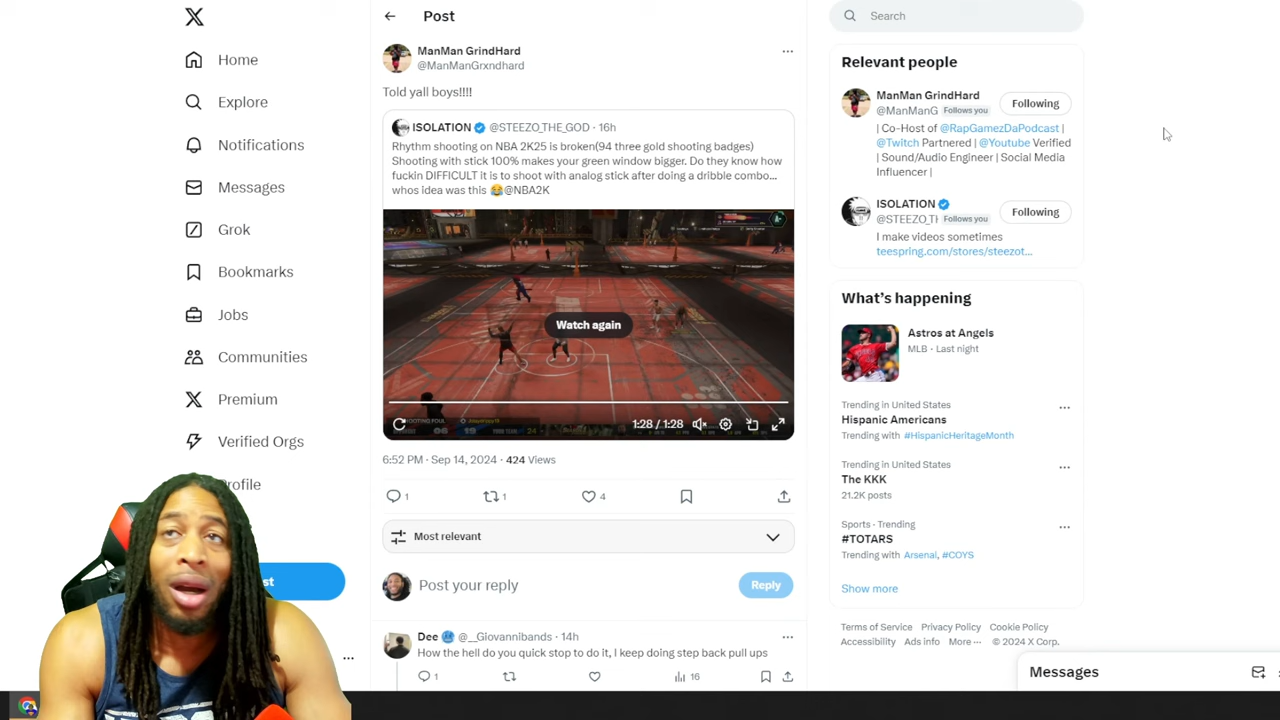 Post
Search
Home
Explore
Notifications
Messages
Grok
Bookmarks
Jobs
Communities
Premium
Verified Orgs
ManMan GrindHard
@ManManGrxndhard
Told yall boys!!!!
ISOLATION @STEEZO_THE_GOD · 16h
Rhythm shooting on NBA 2K25 is broken(94 three gold shooting badges)
Shooting with stick 100% makes your green window bigger. Do they know how
fuckin DIFFICULT it is to shoot with analog stick after doing a dribble combo...
whos idea was this 😂@NBA2K
Watch again
1:28 / 1:28
6:52 PM · Sep 14, 2024 · 424 Views
1 1 4
Most relevant
Post your reply
Reply
Dee 🥶 @__Giovannibands · 14h
How the hell do you quick stop to do it, I keep doing step back pull ups
1 16
Relevant people
ManMan GrindHard
@ManManG Follows you
Following
| Co-Host of @RapGamezDaPodcast |
@Twitch Partnered | @Youtube Verified
| Sound/Audio Engineer | Social Media
Influencer |
ISOLATION
@STEEZO_TH Follows you
Following
I make videos sometimes
teespring.com/stores/steezot...
What's happening
Astros at Angels
MLB · Last night
Trending in United States
Hispanic Americans
Trending with #HispanicHeritageMonth
Trending in United States
The KKK
21.2K posts
Sports · Trending
#TOTARS
Trending with Arsenal, #COYS
Show more
Terms of Service Privacy Policy Cookie Policy
Accessibility Ads info More ··· © 2024 X Corp.
Messages